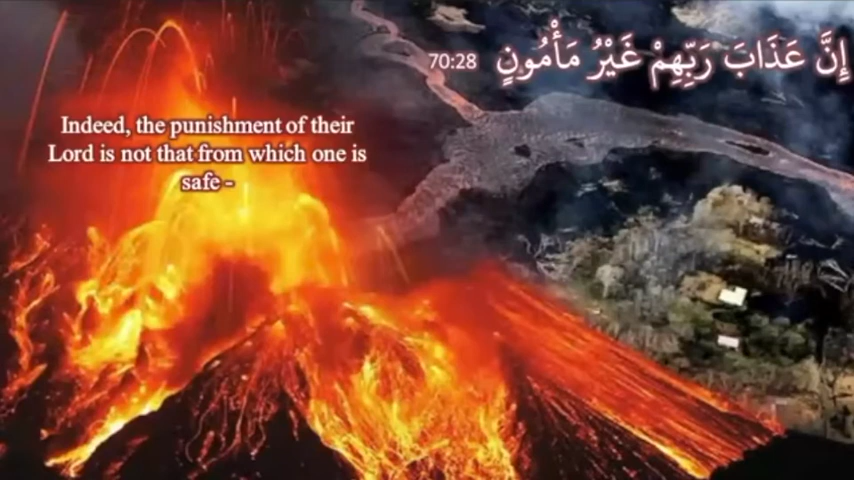 70:28 إِنَّ عَذَابَ رَبِّهِمْ غَيْرُ مَأْمُونٍ
Indeed, the punishment of their
Lord is not that from which one is
safe -